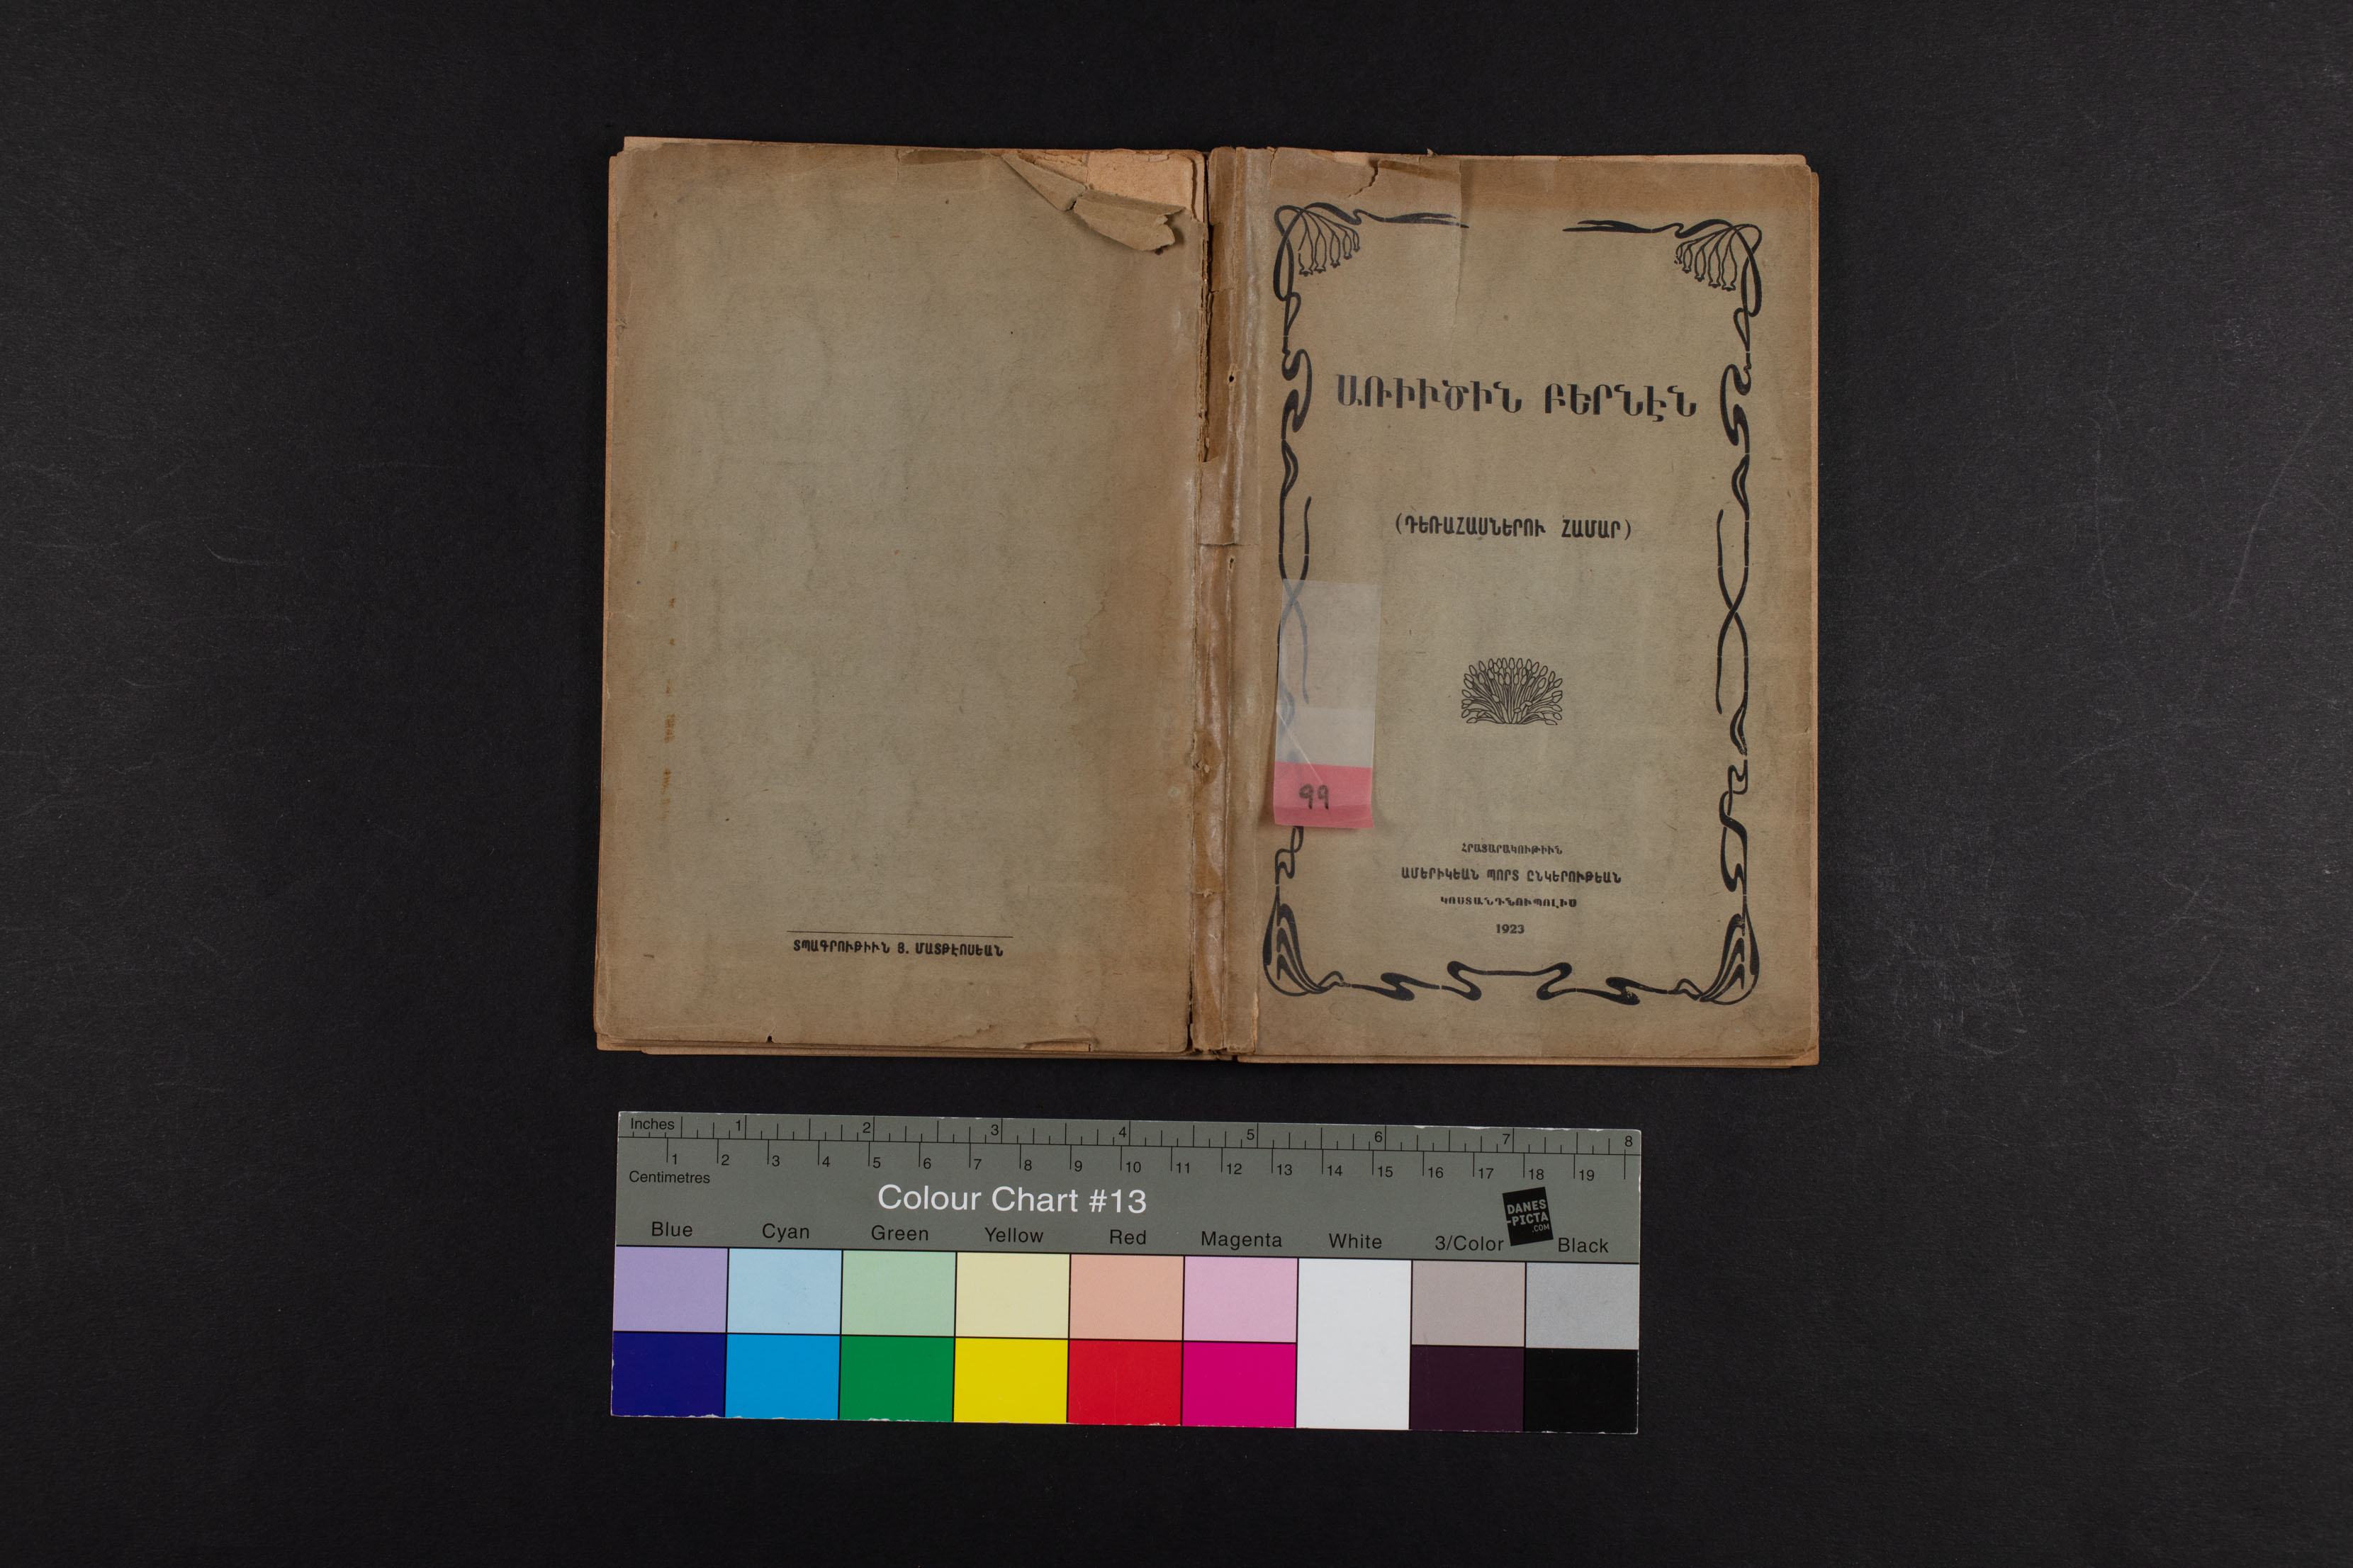 ԱՌԻՒԾԻՆ ԲԵՐՆԷՆ
(ԴԵՌԱՀԱՍՆԵՐՈՒ ՀԱՄԱՐ)
99
ՀՐԱՏԱՐԱԿՈՒԹԻՒՆ
ԱՄԵՐԻԿԵԱՆ ՊՈՐՏ ԸՆԿԵՐՈՒԹԵԱՆ
ԿՈՍՏԱՆԴՆՈՒՊՈԼԻՍ
1923
ՏՊԱԳՐՈՒԹԻՒՆ Յ. ՄԱՏԹԷՈՍԵԱՆ
Inches 1 2 3 4 5 6 7 8
1 2 3 4 5 6 7 8 9 10 11 12 13 14 15 16 17 18 19
Centimetres
Colour Chart #13
DANES
-PICTA
.COM
Blue Cyan Green Yellow Red Magenta White 3/Color Black